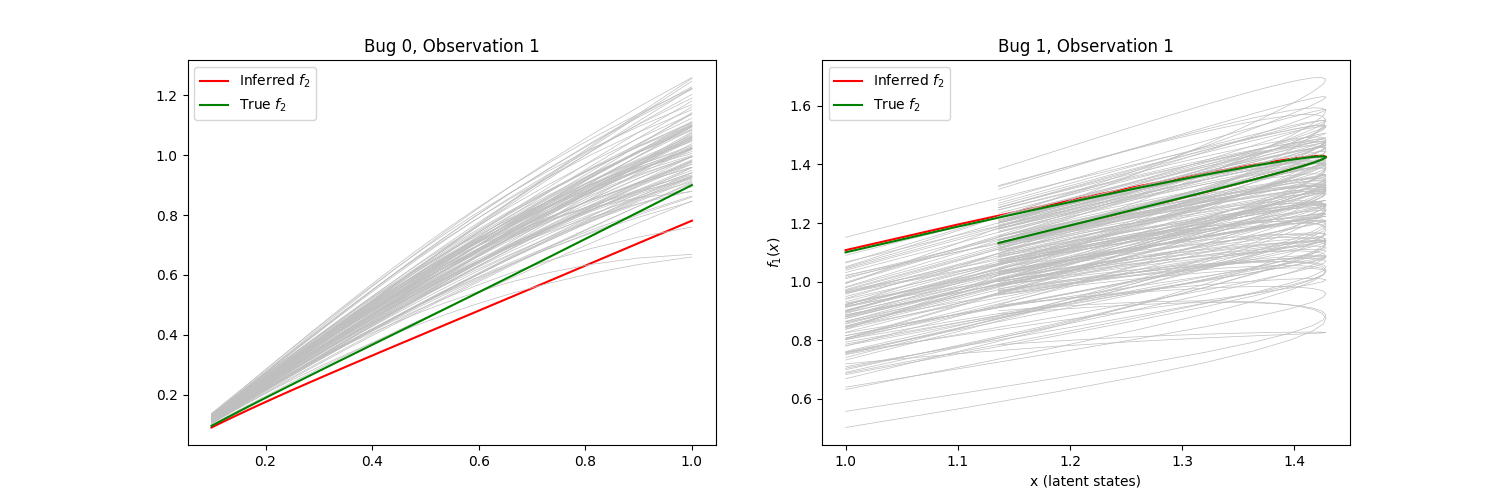 Bug 0, Observation 1
Inferred f₂
True f₂
1.2
1.0
0.8
0.6
0.4
0.2
0.2 0.4 0.6 0.8 1.0
Bug 1, Observation 1
Inferred f₂
True f₂
f₁(x)
1.6
1.4
1.2
1.0
0.8
0.6
1.0 1.1 1.2 1.3 1.4
x (latent states)